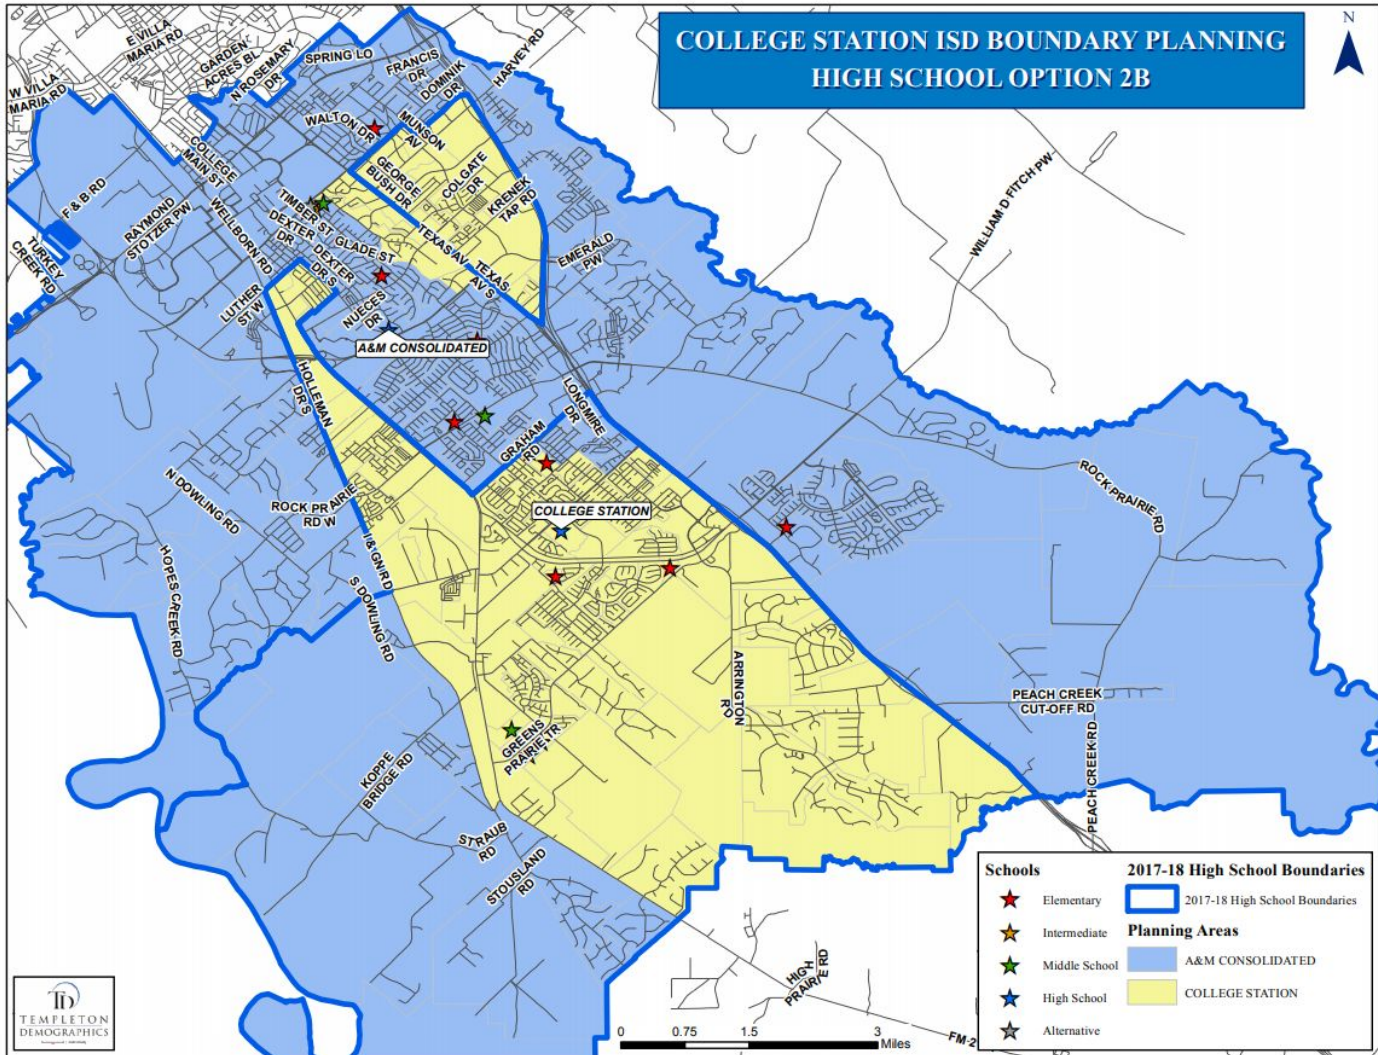 COLLEGE STATION ISD BOUNDARY PLANNING
HIGH SCHOOL OPTION 2B
N
E VILLA
MARIA RD
GARDEN
ACRES BL
N ROSEMARY
DR
SPRING LO
FRANCIS
DR
DOMINIK
DR
HARVEY RD
W VILLA
MARIA RD
WALTON DR
MUNSON
AV
COLLEGE
MAIN ST
GEORGE
BUSH DR
COLGATE
DR
KRENEK
TAP RD
F & B RD
RAYMOND
STOTZER PW
WELLBORN RD
TIMBER ST
DEXTER
DR
GLADE ST
DEXTER
DR S
TEXAS AV
TEXAS
AV S
EMERALD
PW
WILLIAM D FITCH PW
TURKEY
CREEK RD
LUTHER
ST W
NUECES
DR
A&M CONSOLIDATED
HOLLEMAN
DR S
LONGMIRE
DR
GRAHAM
RD
ROCK PRAIRIE RD
N DOWLING RD
ROCK PRAIRIE
RD W
COLLEGE STATION
I & GN RD
HOPES CREEK RD
S DOWLING RD
ARRINGTON
RD
PEACH CREEK
CUT-OFF RD
PEACH CREEK RD
GREENS
PRAIRIE TR
KOPPE
BRIDGE RD
STRAUB
RD
STOUSLAND
RD
HIGH
PRAIRIE RD
FM-2
Schools
Elementary
Intermediate
Middle School
High School
Alternative
2017-18 High School Boundaries
2017-18 High School Boundaries
Planning Areas
A&M CONSOLIDATED
COLLEGE STATION
0 0.75 1.5 3
Miles
TD
TEMPLETON
DEMOGRAPHICS